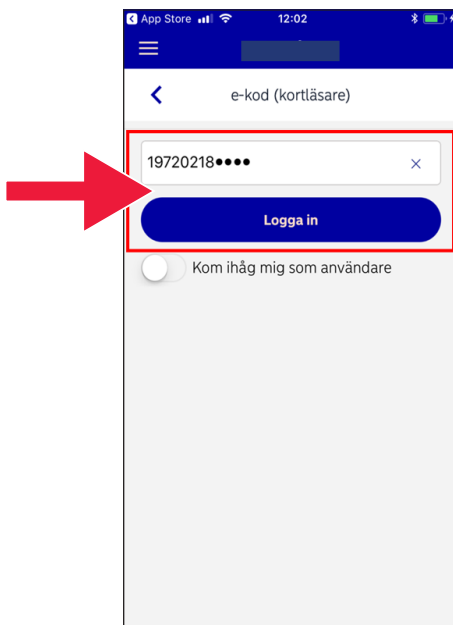 App Store 12:02
e-kod (kortläsare)
19720218••••
Logga in
Kom ihåg mig som användare